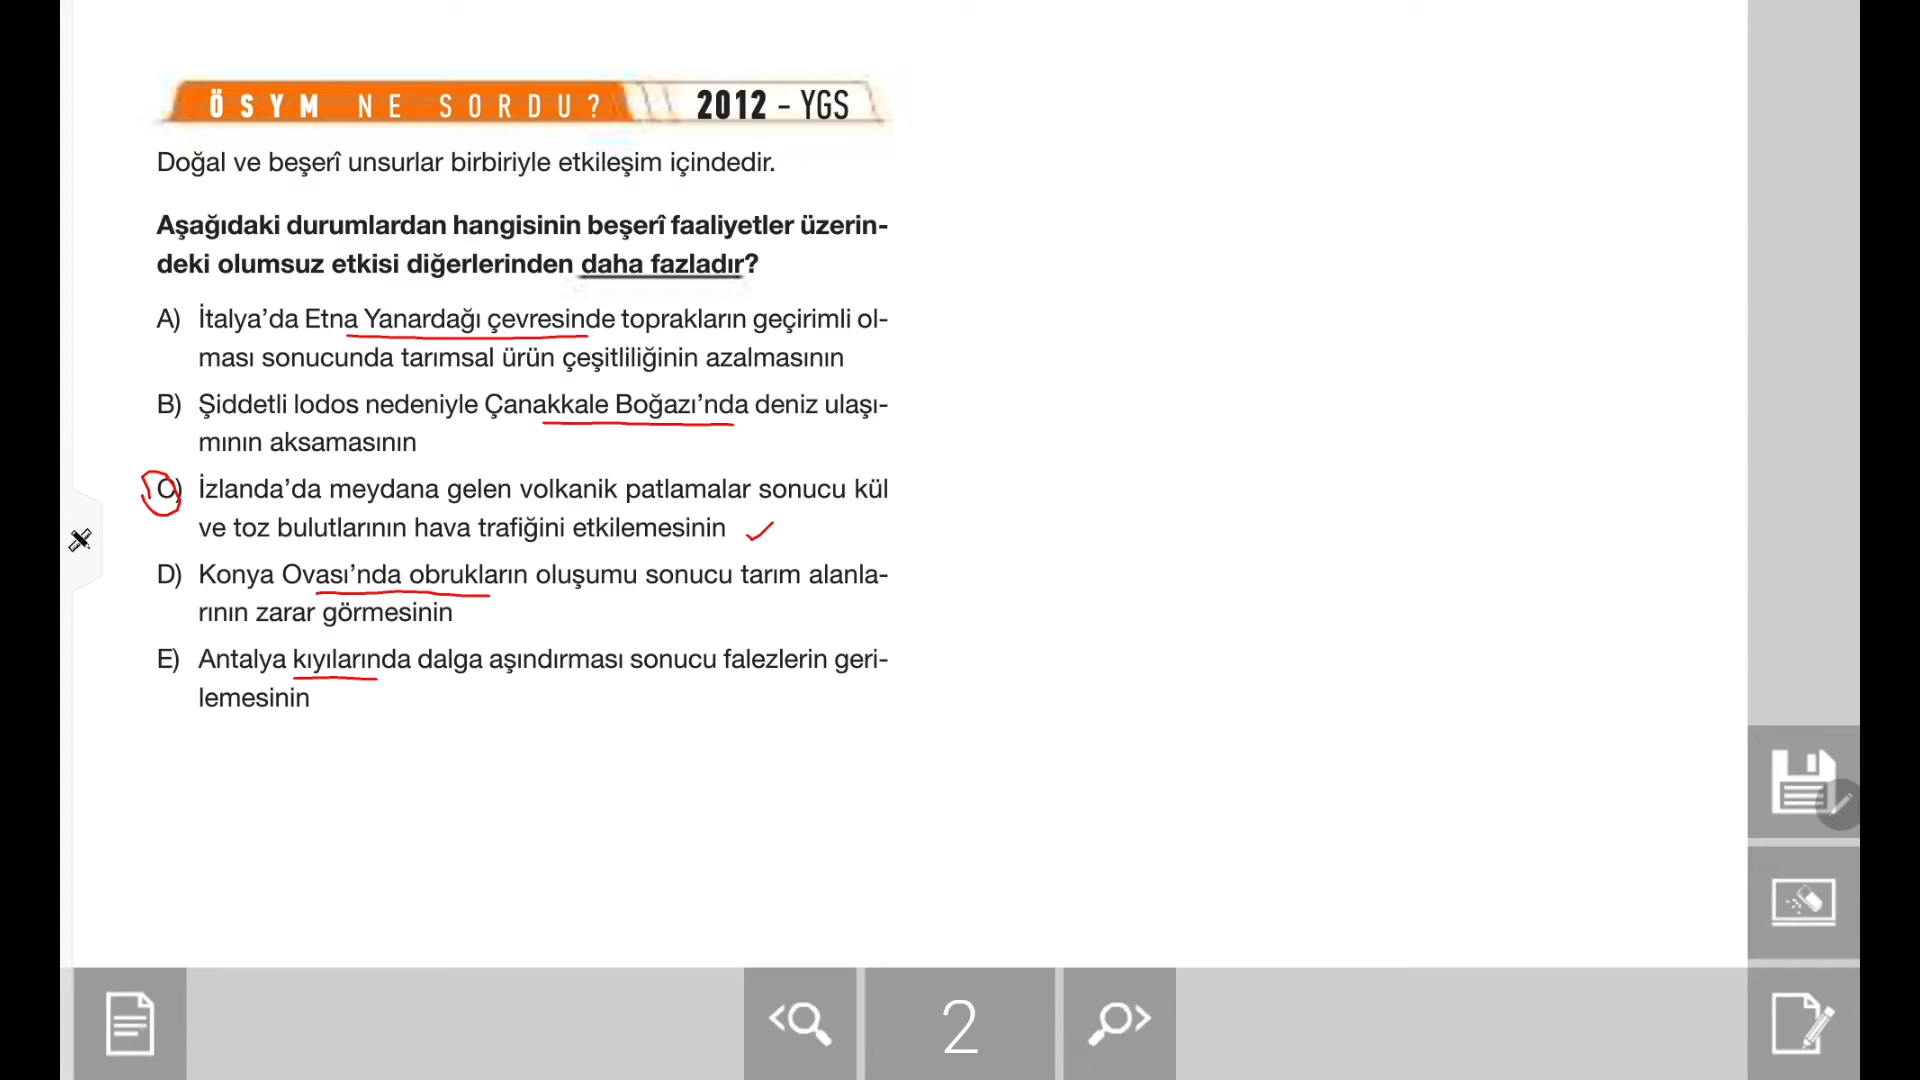 ÖSYM NE SORDU? 2012 - YGS
Doğal ve beşerî unsurlar birbiriyle etkileşim içindedir.
Aşağıdaki durumlardan hangisinin beşerî faaliyetler üzerin-
deki olumsuz etkisi diğerlerinden daha fazladır?
A) İtalya’da Etna Yanardağı çevresinde toprakların geçirimli ol-
ması sonucunda tarımsal ürün çeşitliliğinin azalmasının
B) Şiddetli lodos nedeniyle Çanakkale Boğazı’nda deniz ulaşı-
mının aksamasının
C) İzlanda’da meydana gelen volkanik patlamalar sonucu kül
ve toz bulutlarının hava trafiğini etkilemesinin
D) Konya Ovası’nda obrukların oluşumu sonucu tarım alanla-
rının zarar görmesinin
E) Antalya kıyılarında dalga aşındırması sonucu falezlerin geri-
lemesinin
2